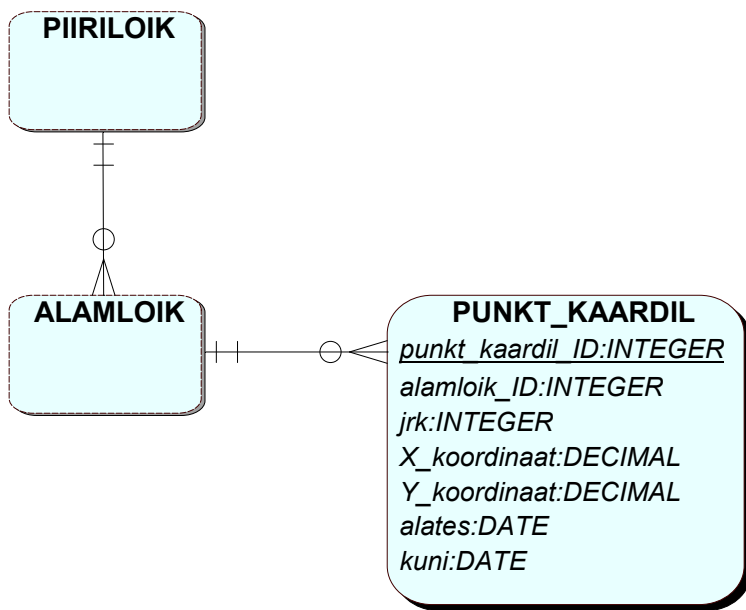 PIIRILOIK
ALAMLOIK
PUNKT_KAARDIL
punkt_kaardil_ID:INTEGER
alamloik_ID:INTEGER
jrk:INTEGER
X_koordinaat:DECIMAL
Y_koordinaat:DECIMAL
alates:DATE
kuni:DATE